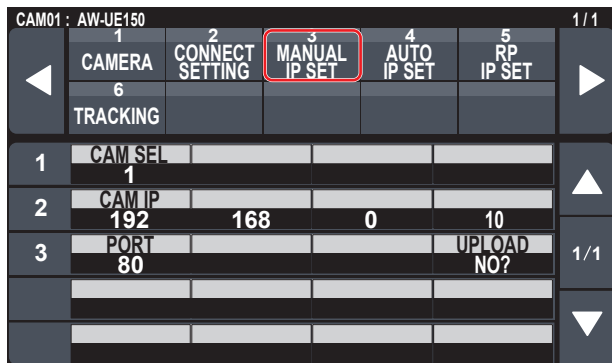 CAM01 : AW-UE150 1 / 1
1 2 3 4 5
CAMERA CONNECT SETTING MANUAL IP SET AUTO IP SET RP IP SET
6
TRACKING
1 CAM SEL
1
2 CAM IP
192 168 0 10
3 PORT UPLOAD
80 NO?
1/1